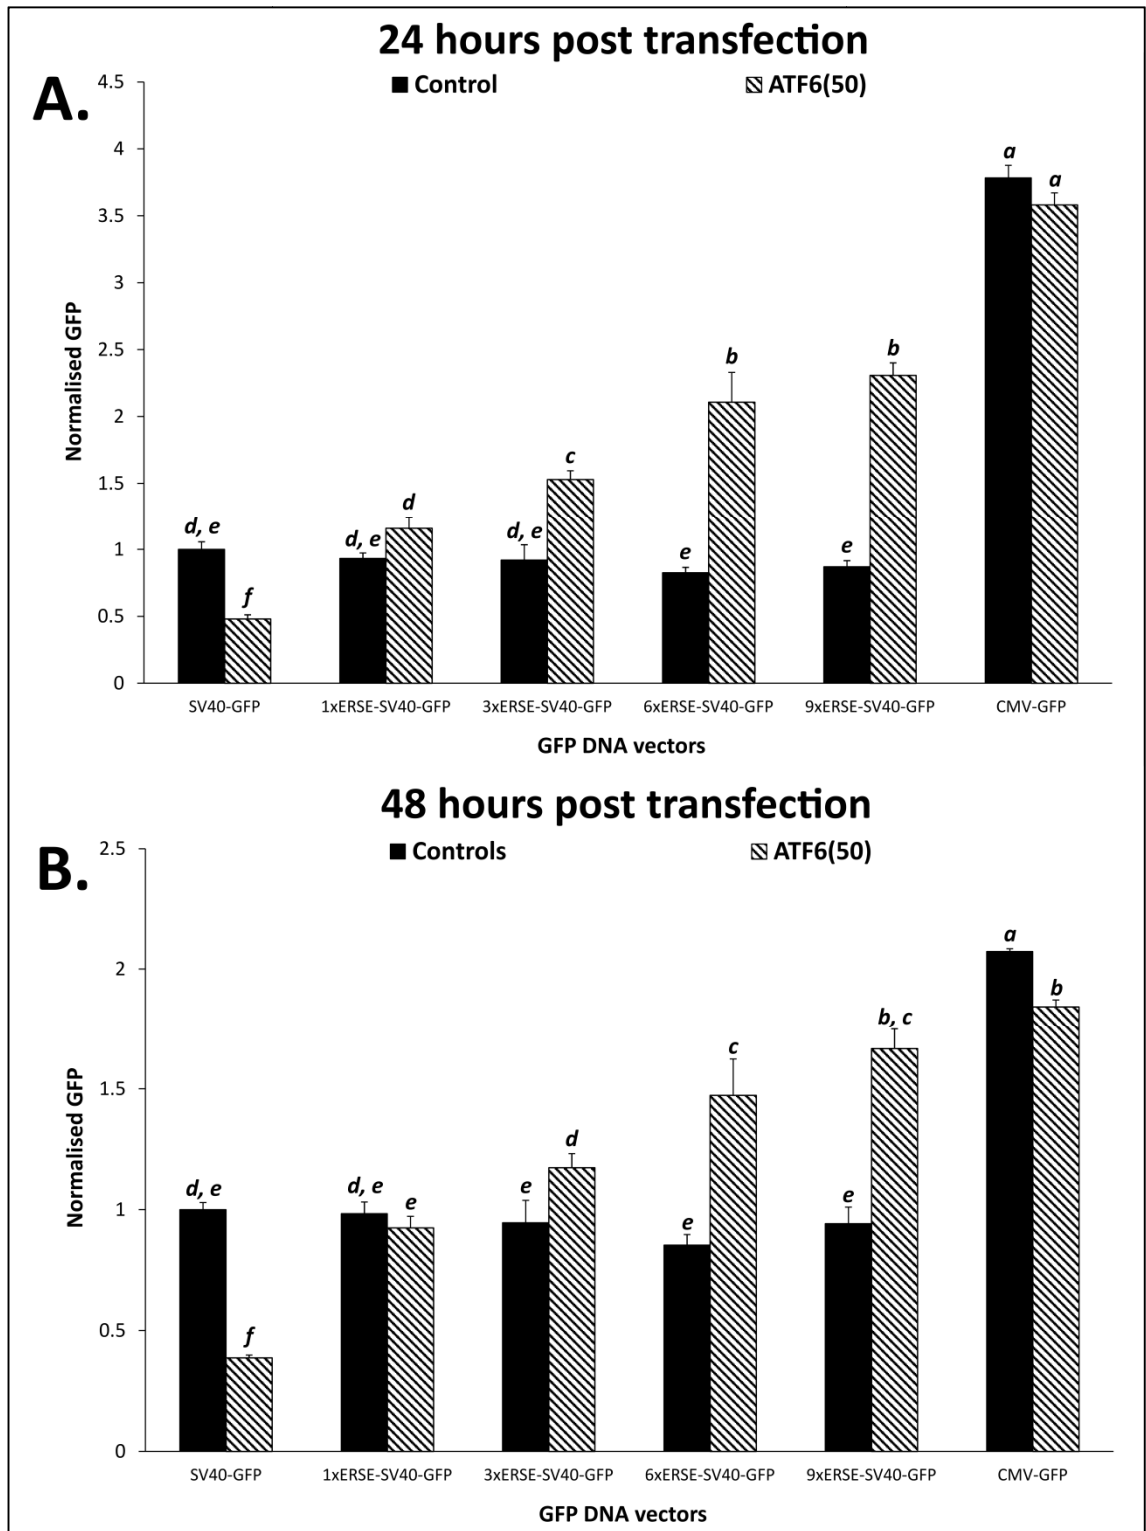 24 hours post transfection
A.
Control ATF6(50)
4.5
4
3.5
3
2.5
2
1.5
1
0.5
0
Normalised GFP
d, e f d, e d d, e c e b e b a a
SV40-GFP 1xERSE-SV40-GFP 3xERSE-SV40-GFP 6xERSE-SV40-GFP 9xERSE-SV40-GFP CMV-GFP
GFP DNA vectors
48 hours post transfection
B.
Controls ATF6(50)
2.5
2
1.5
1
0.5
0
Normalised GFP
d, e f d, e e e d e c e b, c a b
SV40-GFP 1xERSE-SV40-GFP 3xERSE-SV40-GFP 6xERSE-SV40-GFP 9xERSE-SV40-GFP CMV-GFP
GFP DNA vectors